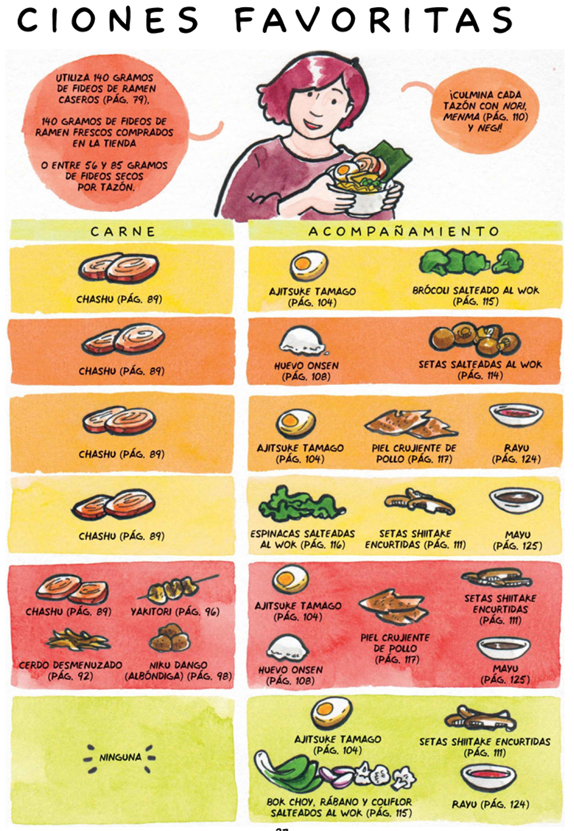 CIONES FAVORITAS
UTILIZA 140 GRAMOS
DE FIDEOS DE RAMEN
CASEROS (PÁG. 79),
140 GRAMOS DE FIDEOS DE
RAMEN FRESCOS COMPRADOS
EN LA TIENDA
O ENTRE 56 Y 85 GRAMOS
DE FIDEOS SECOS
POR TAZÓN.
¡CULMINA CADA
TAZÓN CON NORI,
MENMA (PÁG. 110)
Y NEGI!
CARNE
ACOMPAÑAMIENTO
CHASHU (PÁG. 89)
AJITSUKE TAMAGO
(PÁG. 104)
BRÓCOLI SALTEADO AL WOK
(PÁG. 115)
CHASHU (PÁG. 89)
HUEVO ONSEN
(PÁG. 108)
SETAS SALTEADAS AL WOK
(PÁG. 114)
CHASHU (PÁG. 89)
AJITSUKE TAMAGO
(PÁG. 104)
PIEL CRUJIENTE DE
POLLO (PÁG. 117)
RAYU
(PÁG. 124)
CHASHU (PÁG. 89)
ESPINACAS SALTEADAS
AL WOK (PÁG. 116)
SETAS SHIITAKE
ENCURTIDAS (PÁG. 111)
MAYU
(PÁG. 125)
CHASHU (PÁG. 89)
YAKITORI (PÁG. 96)
CERDO DESMENUZADO
(PÁG. 92)
NIKU DANGO
(ALBÓNDIGA) (PÁG. 98)
AJITSUKE TAMAGO
(PÁG. 104)
HUEVO ONSEN
(PÁG. 108)
PIEL CRUJIENTE
DE POLLO
(PÁG. 117)
SETAS SHIITAKE
ENCURTIDAS
(PÁG. 111)
MAYU
(PÁG. 125)
NINGUNA
AJITSUKE TAMAGO
(PÁG. 104)
SETAS SHIITAKE ENCURTIDAS
(PÁG. 111)
BOK CHOY, RÁBANO Y COLIFLOR
SALTEADOS AL WOK (PÁG. 115)
RAYU (PÁG. 124)